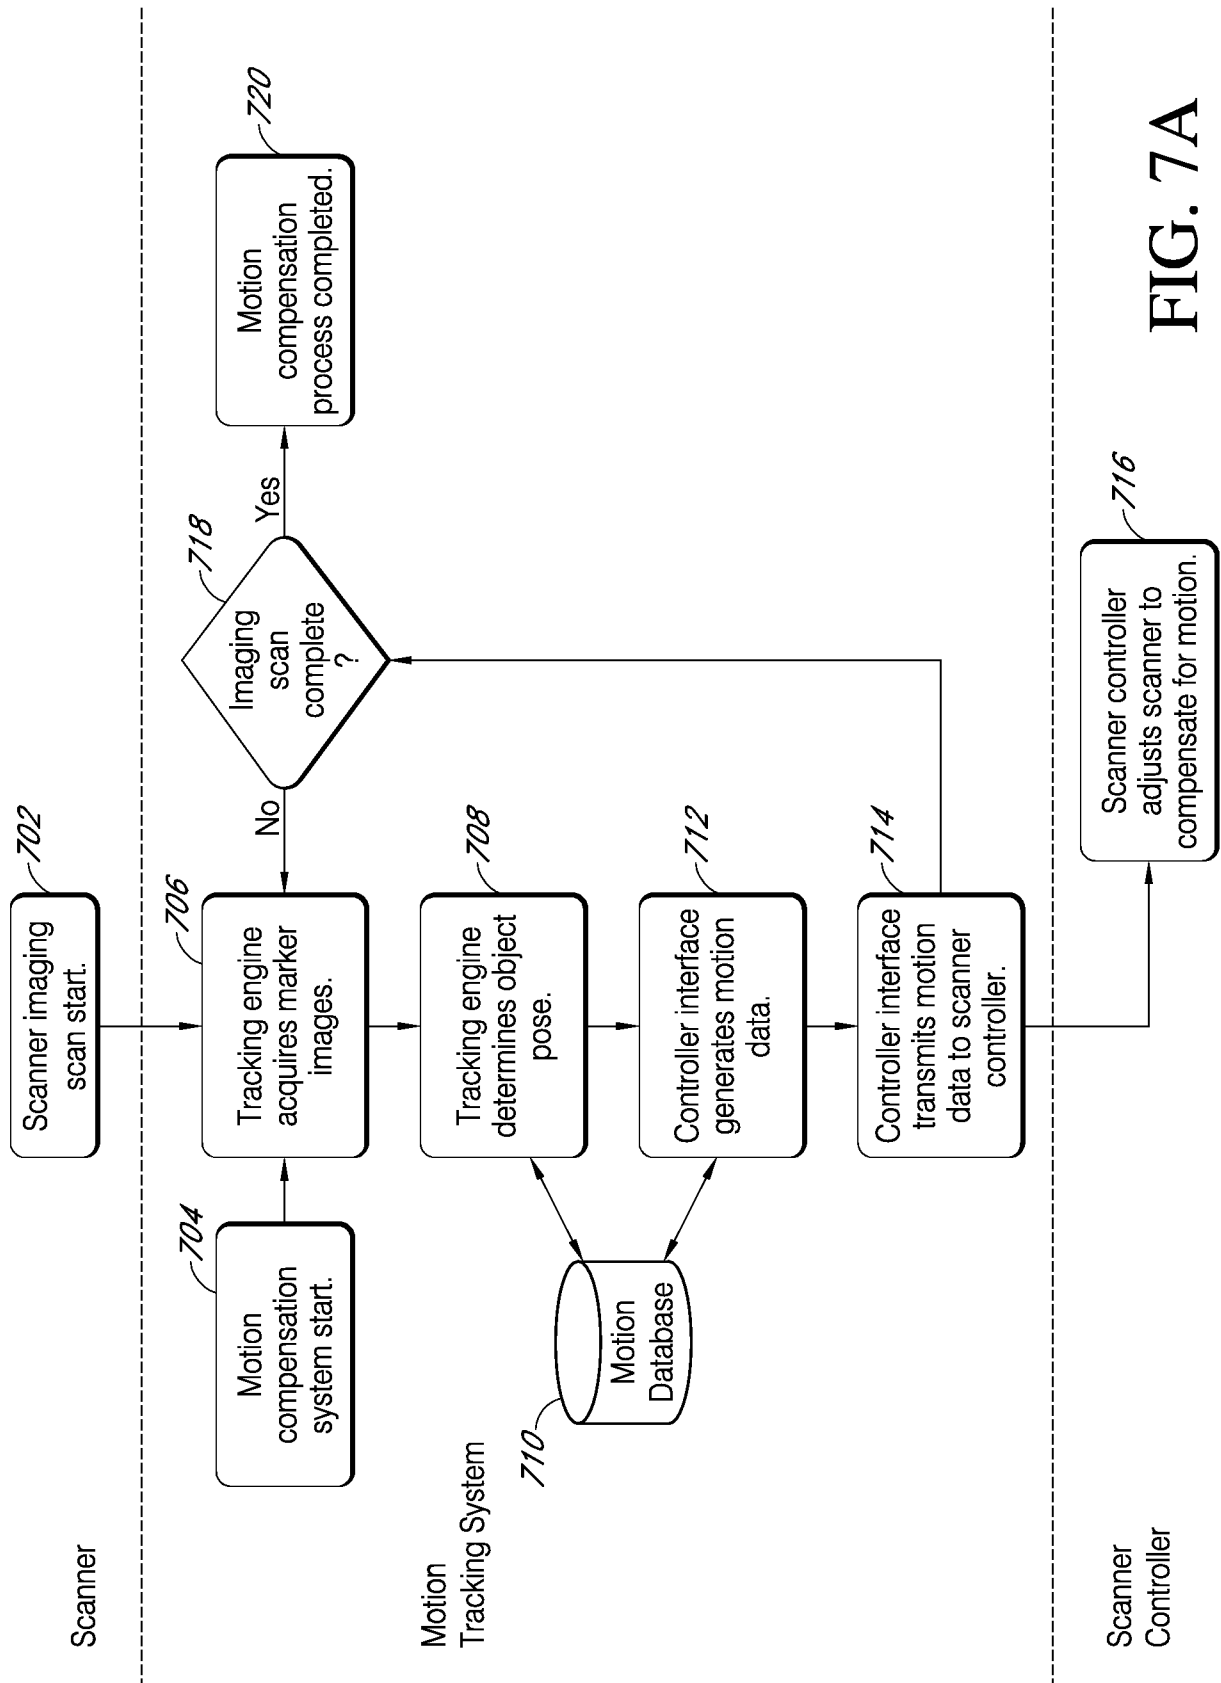 Scanner
Scanner imaging
scan start.
702
Motion
Tracking System
704
Motion
compensation
system start.
706
Tracking engine
acquires marker
images.
No
718
Imaging
scan
complete
?
Yes
720
Motion
compensation
process completed.
708
Tracking engine
determines object
pose.
710
Motion
Database
712
Controller interface
generates motion
data.
714
Controller interface
transmits motion
data to scanner
controller.
Scanner
Controller
716
Scanner controller
adjusts scanner to
compensate for motion.
FIG. 7A